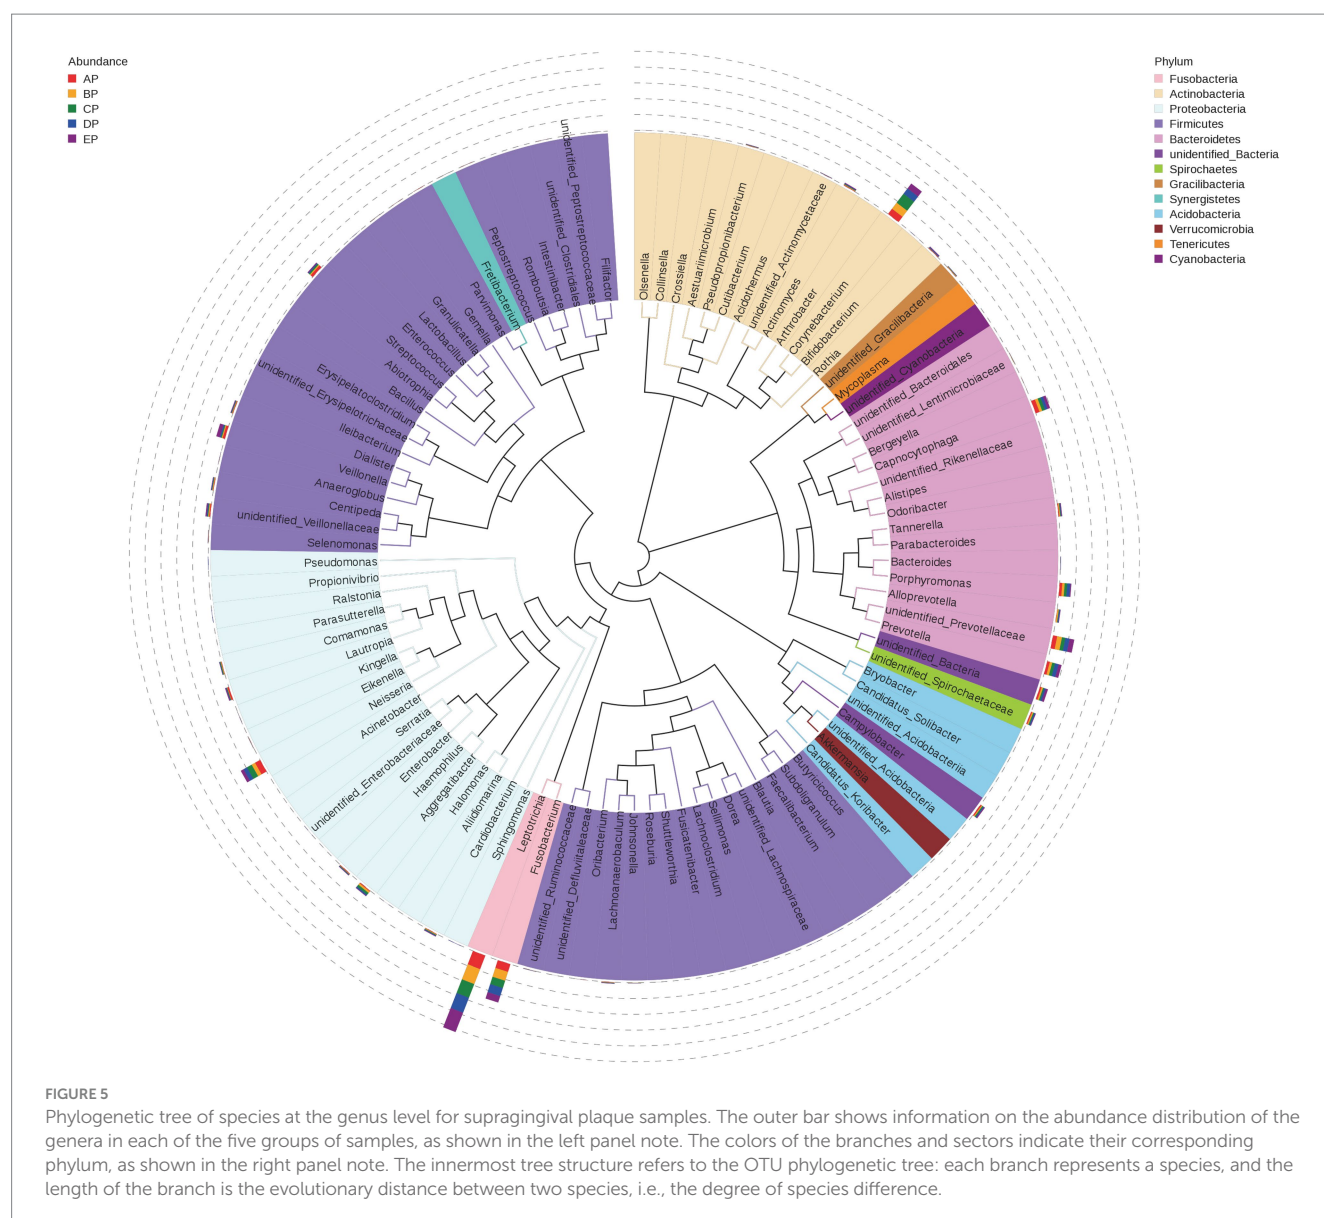 Abundance
AP
BP
CP
DP
EP
Phylum
Fusobacteria
Actinobacteria
Proteobacteria
Firmicutes
Bacteroidetes
unidentified_Bacteria
Spirochaetes
Gracilibacteria
Synergistetes
Acidobacteria
Verrucomicrobia
Tenericutes
Cyanobacteria
Olsenella
Collinsella
Crossiella
Aestuariimicrobium
Pseudopropionibacterium
Cutibacterium
Acidothermus
unidentified_Actinomycetaceae
Actinomyces
Arthrobacter
Corynebacterium
Bifidobacterium
Rothia
unidentified_Gracilibacteria
Mycoplasma
unidentified_Cyanobacteria
unidentified_Bacteroidales
unidentified_Lentimicrobiaceae
Bergeyella
Capnocytophaga
unidentified_Rikenellaceae
Alistipes
Odoribacter
Tannerella
Parabacteroides
Bacteroides
Porphyromonas
Alloprevotella
unidentified_Prevotellaceae
Prevotella
unidentified_Bacteria
unidentified_Spirochaetaceae
Bryobacter
Candidatus_Solibacter
unidentified_Acidobacteriia
Campylobacter
unidentified_Acidobacteria
Akkermansia
Candidatus_Koribacter
Butyricicoccus
Subdoligranulum
Faecalibacterium
Blautia
unidentified_Lachnospiraceae
Dorea
Sellimonas
Lachnoclostridium
Fusicatenibacter
Shuttleworthia
Roseburia
Johnsonella
Lachnoanaerobaculum
Oribacterium
unidentified_Defluviitaleaceae
unidentified_Ruminococcaceae
Fusobacterium
Leptotrichia
Sphingomonas
Cardiobacterium
Aliidiomarina
Halomonas
Aggregatibacter
Haemophilus
Enterobacter
unidentified_Enterobacteriaceae
Serratia
Acinetobacter
Neisseria
Eikenella
Kingella
Lautropia
Comamonas
Parasutterella
Ralstonia
Propionivibrio
Pseudomonas
Selenomonas
unidentified_Veillonellaceae
Centipeda
Anaeroglobus
Veillonella
Dialister
Ileibacterium
unidentified_Erysipelotrichaceae
Erysipelatoclostridium
Bacillus
Abiotrophia
Streptococcus
Enterococcus
Lactobacillus
Granulicatella
Gemella
Parvimonas
Fretibacterium
Peptostreptococcus
Romboutsia
Intestinibacter
unidentified_Clostridiales
unidentified_Peptostreptococcaceae
Filifactor
FIGURE 5
Phylogenetic tree of species at the genus level for supragingival plaque samples. The outer bar shows information on the abundance distribution of the
genera in each of the five groups of samples, as shown in the left panel note. The colors of the branches and sectors indicate their corresponding
phylum, as shown in the right panel note. The innermost tree structure refers to the OTU phylogenetic tree: each branch represents a species, and the
length of the branch is the evolutionary distance between two species, i.e., the degree of species difference.